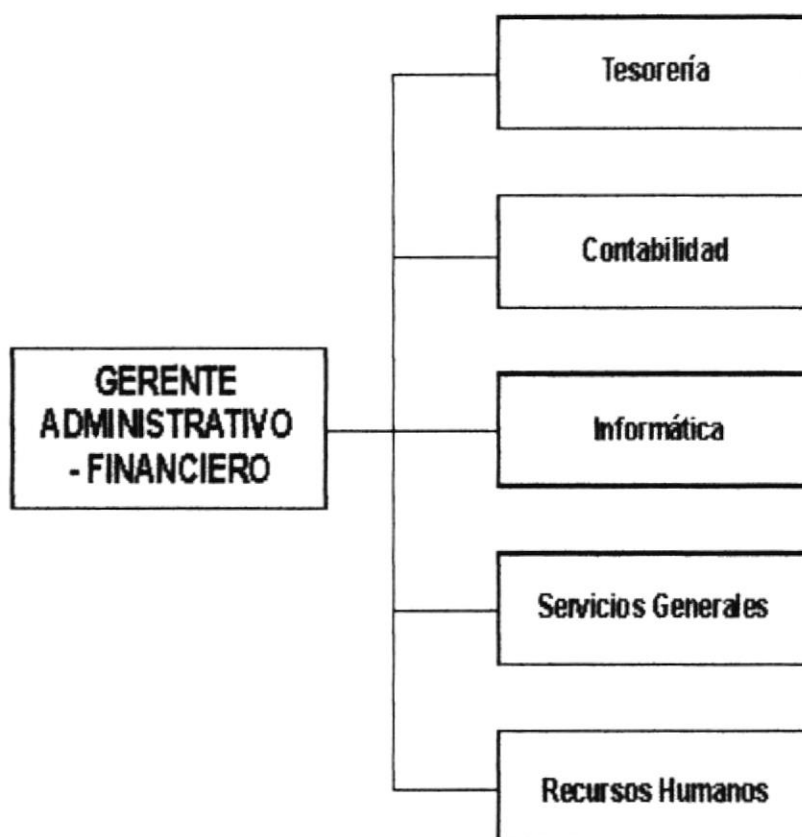 Tesorería
Contabilidad
GERENTE
ADMINISTRATIVO
- FINANCIERO
Informática
Servicios Generales
Recursos Humanos